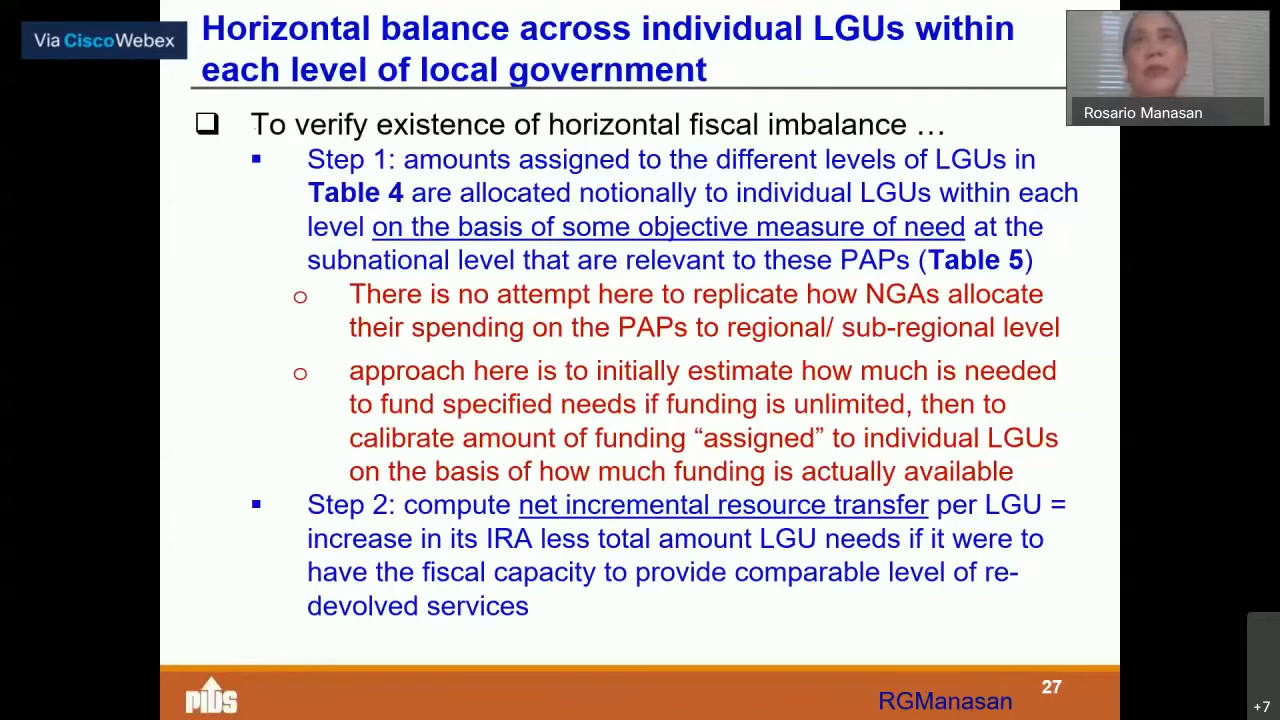 Via CiscoWebex
Horizontal balance across individual LGUs within
each level of local government
Rosario Manasan
To verify existence of horizontal fiscal imbalance …
Step 1: amounts assigned to the different levels of LGUs in
Table 4 are allocated notionally to individual LGUs within each
level on the basis of some objective measure of need at the
subnational level that are relevant to these PAPs (Table 5)
There is no attempt here to replicate how NGAs allocate
their spending on the PAPs to regional/ sub-regional level
approach here is to initially estimate how much is needed
to fund specified needs if funding is unlimited, then to
calibrate amount of funding “assigned” to individual LGUs
on the basis of how much funding is actually available
Step 2: compute net incremental resource transfer per LGU =
increase in its IRA less total amount LGU needs if it were to
have the fiscal capacity to provide comparable level of re-
devolved services
PIDS
RGManasan
27
+7